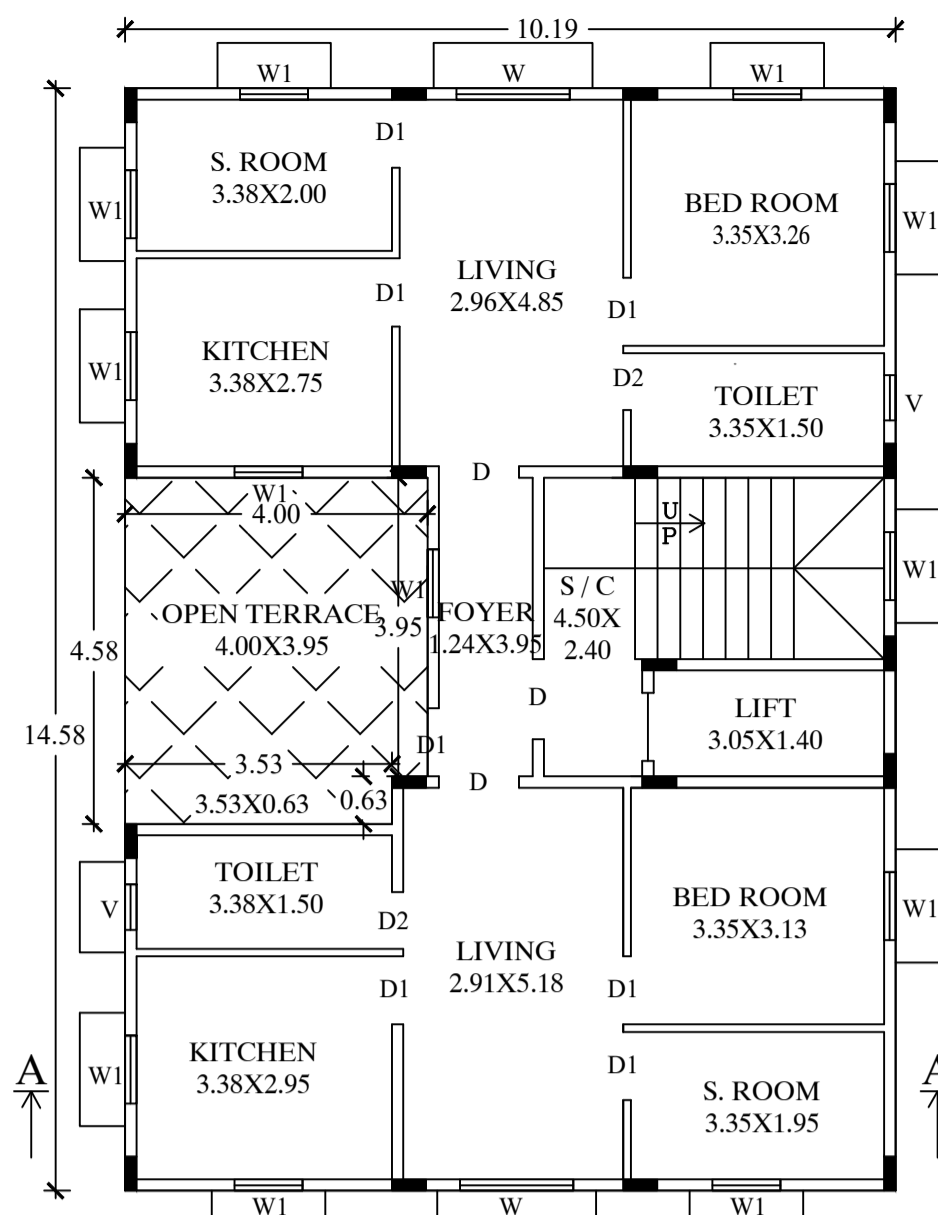 10.19
W1
W
W1
D1
S. ROOM
3.38X2.00
BED ROOM
3.35X3.26
W1
W1
LIVING
2.96X4.85
D1
D1
KITCHEN
3.38X2.75
W1
D2
TOILET
3.35X1.50
V
D
W1
4.00
UP
W1
S / C
4.50X
2.40
W1
OPEN TERRACE
4.00X3.95
3.95
FOYER
1.24X3.95
4.58
14.58
D
LIFT
3.05X1.40
D1
3.53
D
3.53X0.63
0.63
TOILET
3.38X1.50
V
D2
BED ROOM
3.35X3.13
W1
LIVING
2.91X5.18
D1
D1
KITCHEN
3.38X2.95
W1
D1
S. ROOM
3.35X1.95
A
A
W1
W
W1